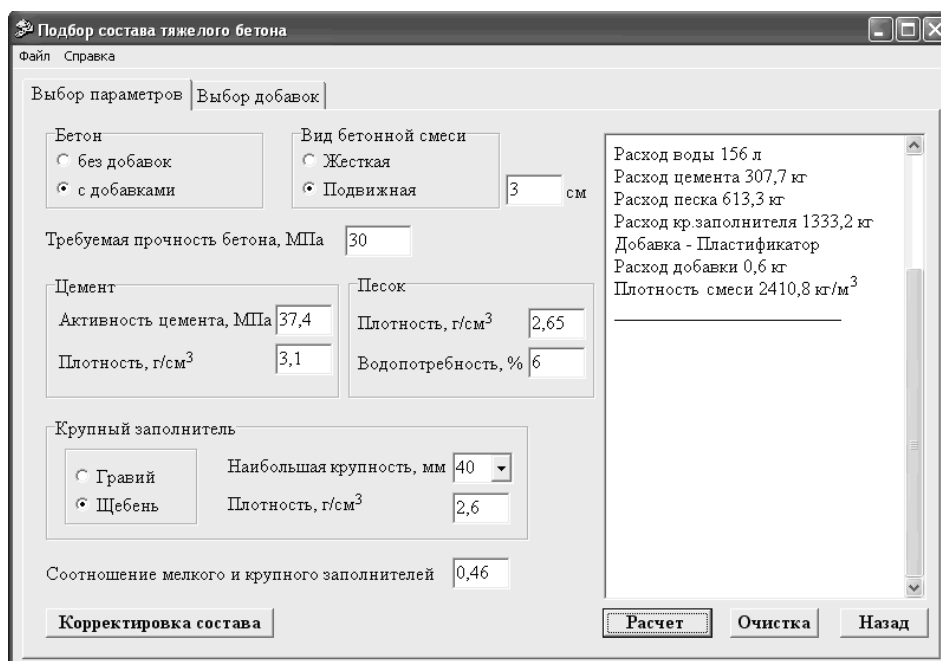 Подбор состава тяжелого бетона
Файл Справка
Выбор параметров Выбор добавок
Бетон
без добавок
с добавками
Вид бетонной смеси
Жесткая
Подвижная 3 см
Требуемая прочность бетона, МПа 30
Цемент
Активность цемента, МПа 37,4
Плотность, г/см³ 3,1
Песок
Плотность, г/см³ 2,65
Водопотребность, % 6
Крупный заполнитель
Гравий
Щебень
Наибольшая крупность, мм 40
Плотность, г/см³ 2,6
Соотношение мелкого и крупного заполнителей 0,46
Расход воды 156 л
Расход цемента 307,7 кг
Расход песка 613,3 кг
Расход кр.заполнителя 1333,2 кг
Добавка - Пластификатор
Расход добавки 0,6 кг
Плотность смеси 2410,8 кг/м³
Корректировка состава Расчет Очистка Назад